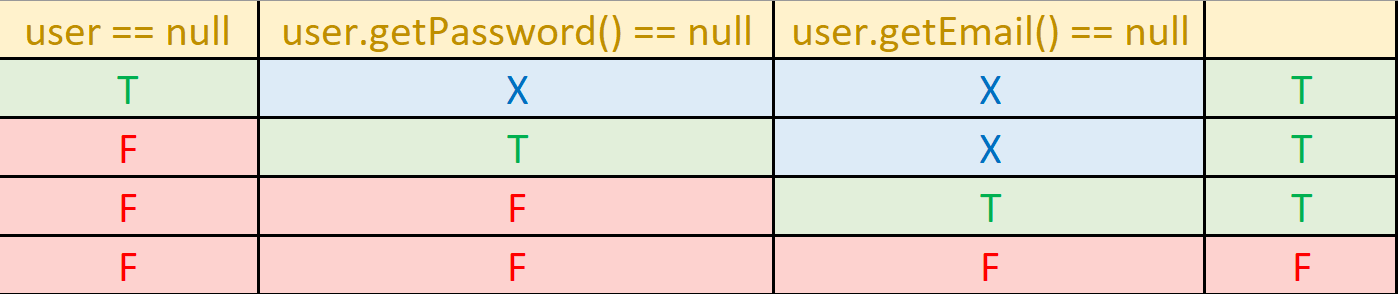 user == null user.getPassword() == null user.getEmail() == null
T X X T
F T X T
F F T T
F F F F